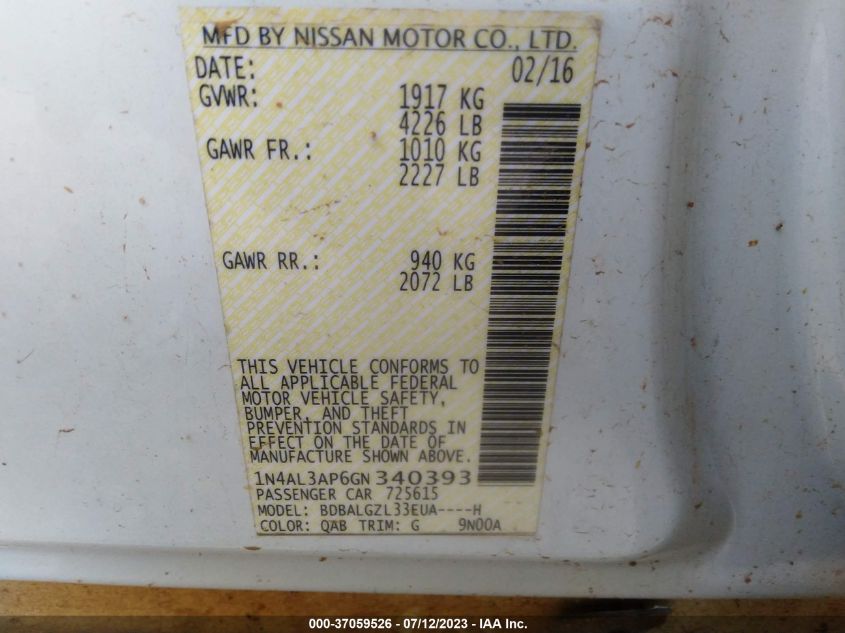 MFD BY NISSAN MOTOR CO., LTD.
DATE: 02/16
GVWR: 1917 KG
4226 LB
GAWR FR.: 1010 KG
2227 LB
GAWR RR.: 940 KG
2072 LB
THIS VEHICLE CONFORMS TO
ALL APPLICABLE FEDERAL
MOTOR VEHICLE SAFETY,
BUMPER, AND THEFT
PREVENTION STANDARDS IN
EFFECT ON THE DATE OF
MANUFACTURE SHOWN ABOVE.
1N4AL3AP6GN340393
PASSENGER CAR 725615
MODEL: BDBALGZL33EUA----H
COLOR: QAB TRIM: G 9N00A
000-37059526 - 07/12/2023 - IAA Inc.